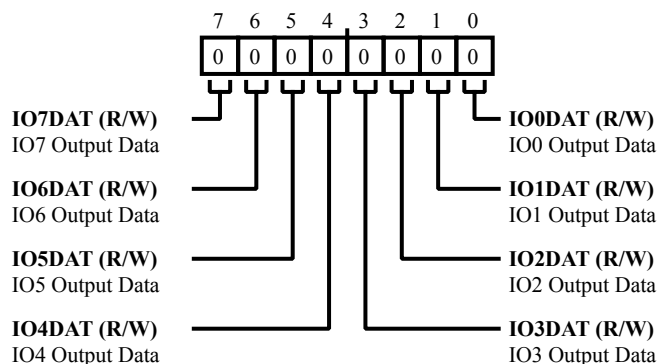 7 6 5 4 3 2 1 0
0 0 0 0 0 0 0 0
IO7DAT (R/W)
IO7 Output Data
IO6DAT (R/W)
IO6 Output Data
IO5DAT (R/W)
IO5 Output Data
IO4DAT (R/W)
IO4 Output Data
IO0DAT (R/W)
IO0 Output Data
IO1DAT (R/W)
IO1 Output Data
IO2DAT (R/W)
IO2 Output Data
IO3DAT (R/W)
IO3 Output Data